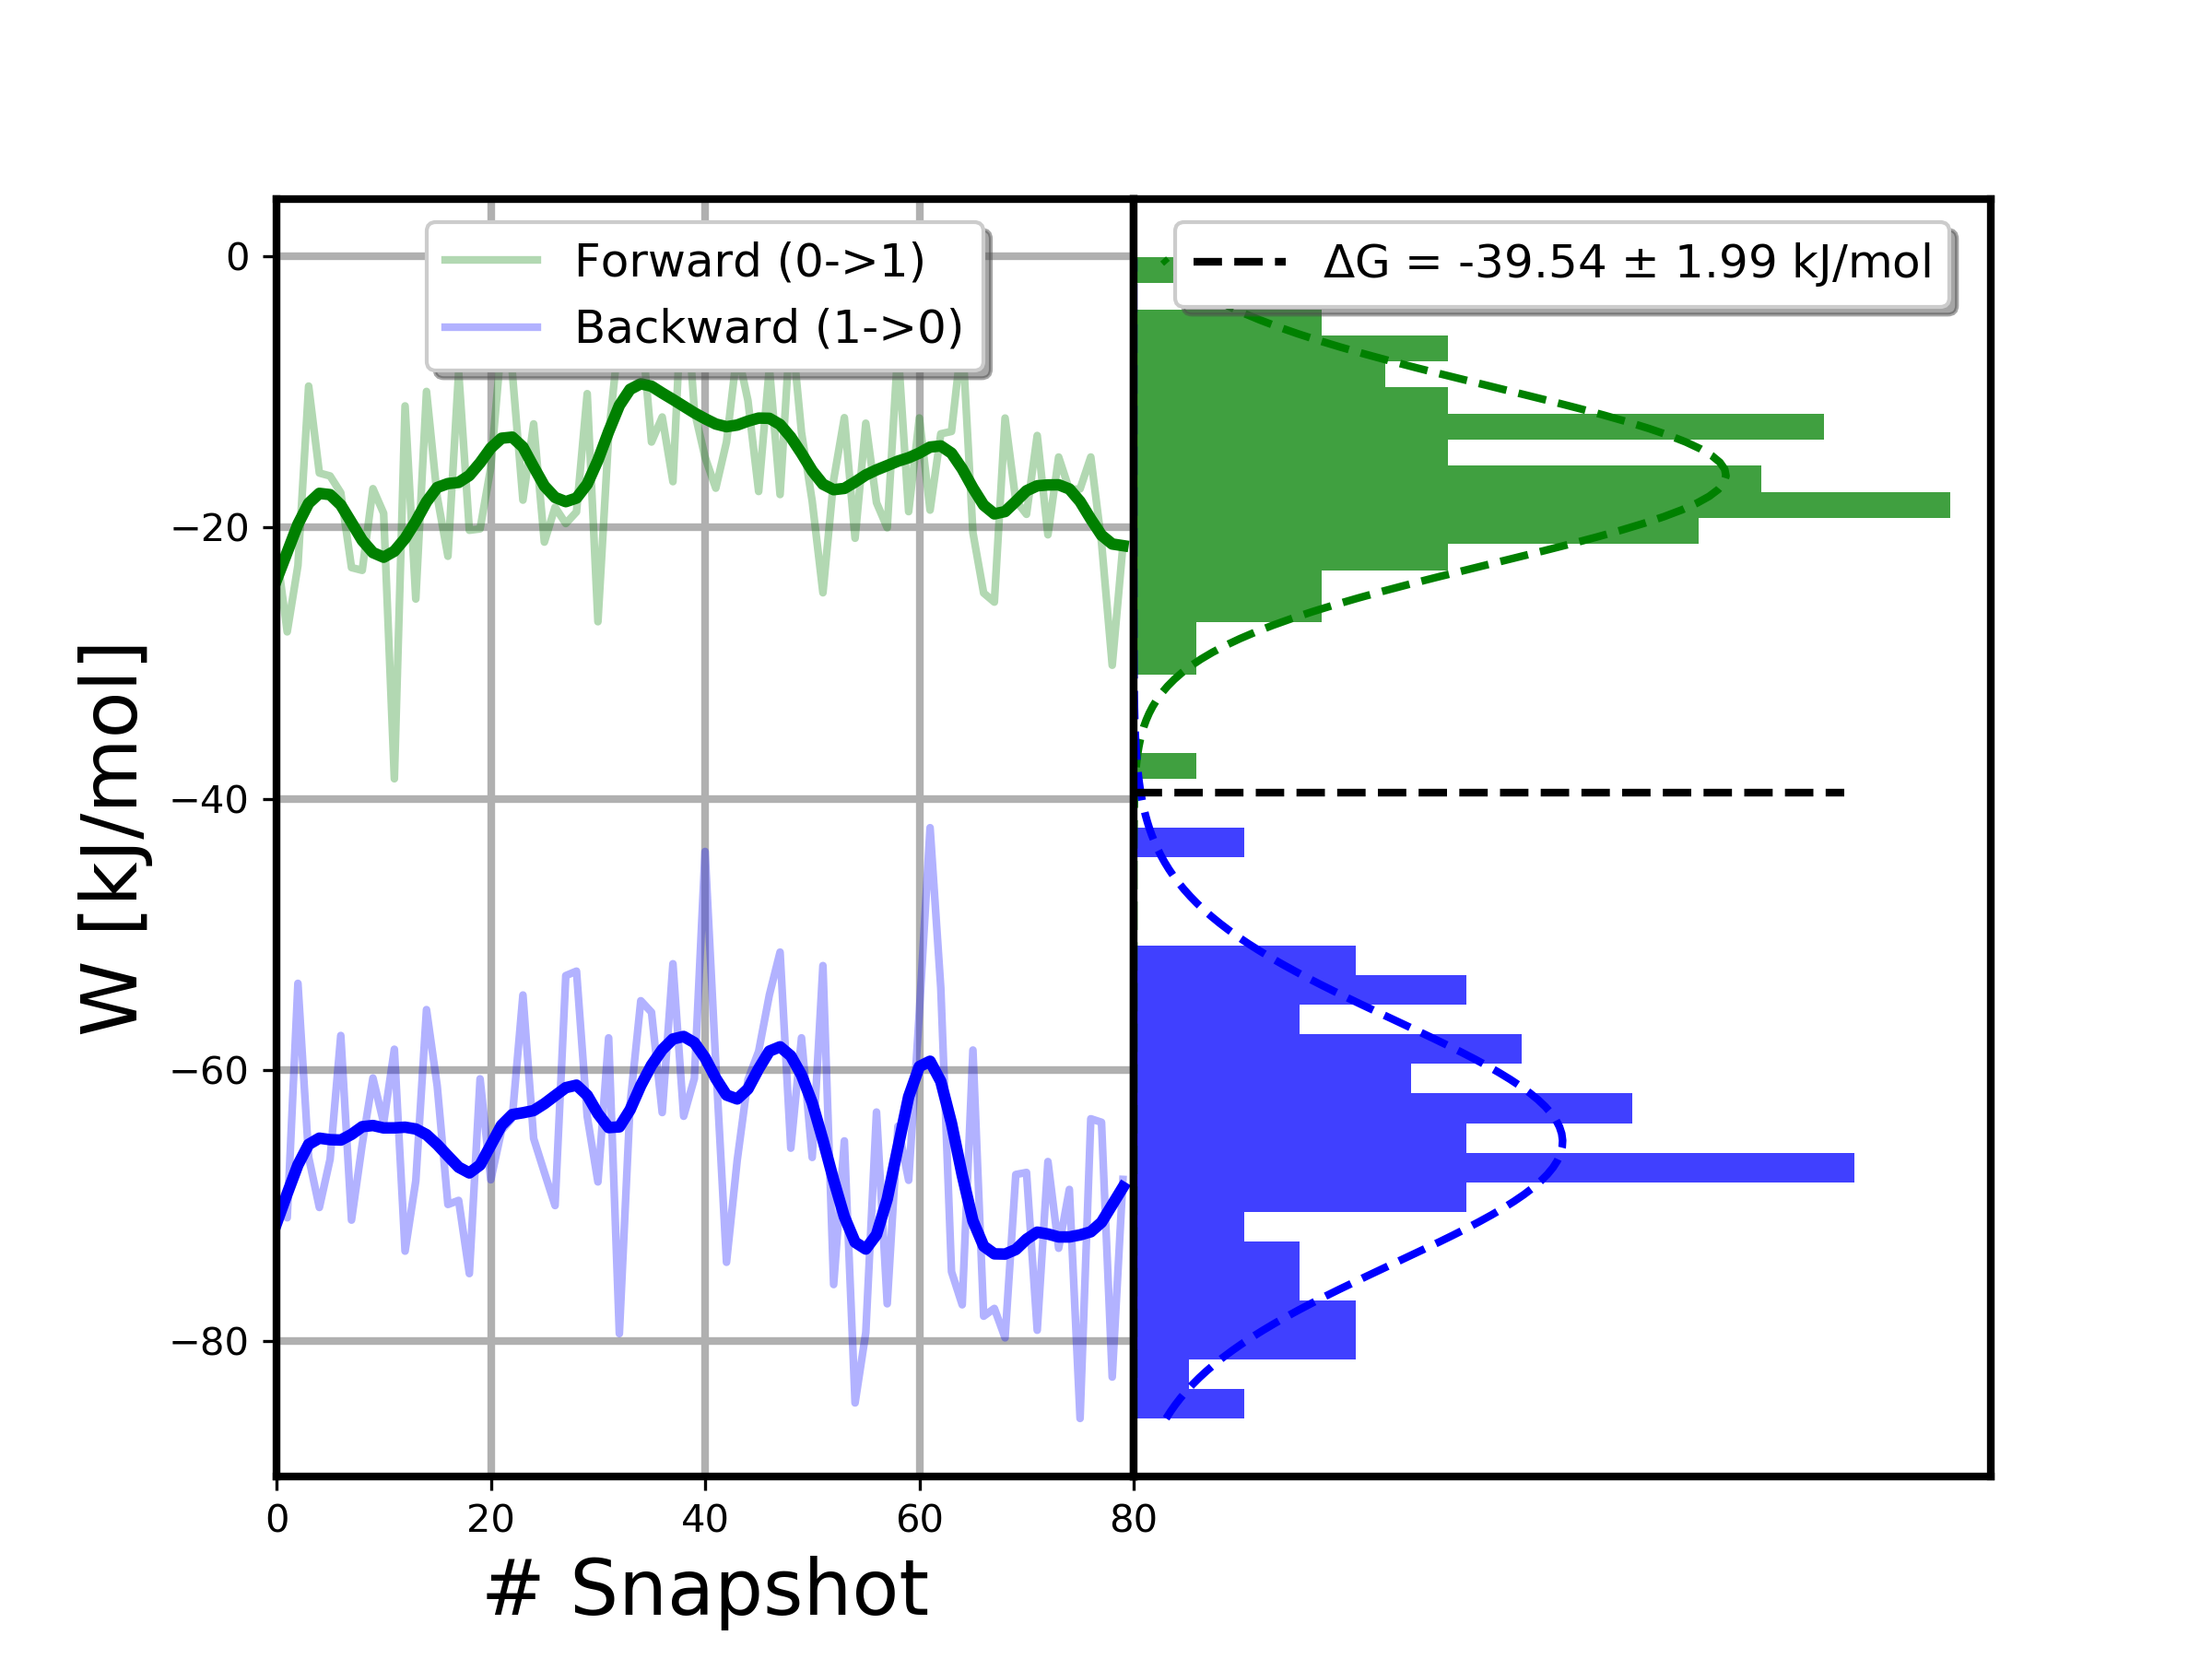 Forward (0->1)
Backward (1->0)
ΔG = -39.54 ± 1.99 kJ/mol
0
−20
−40
−60
−80
W [kJ/mol]
0
20
40
60
80
# Snapshot